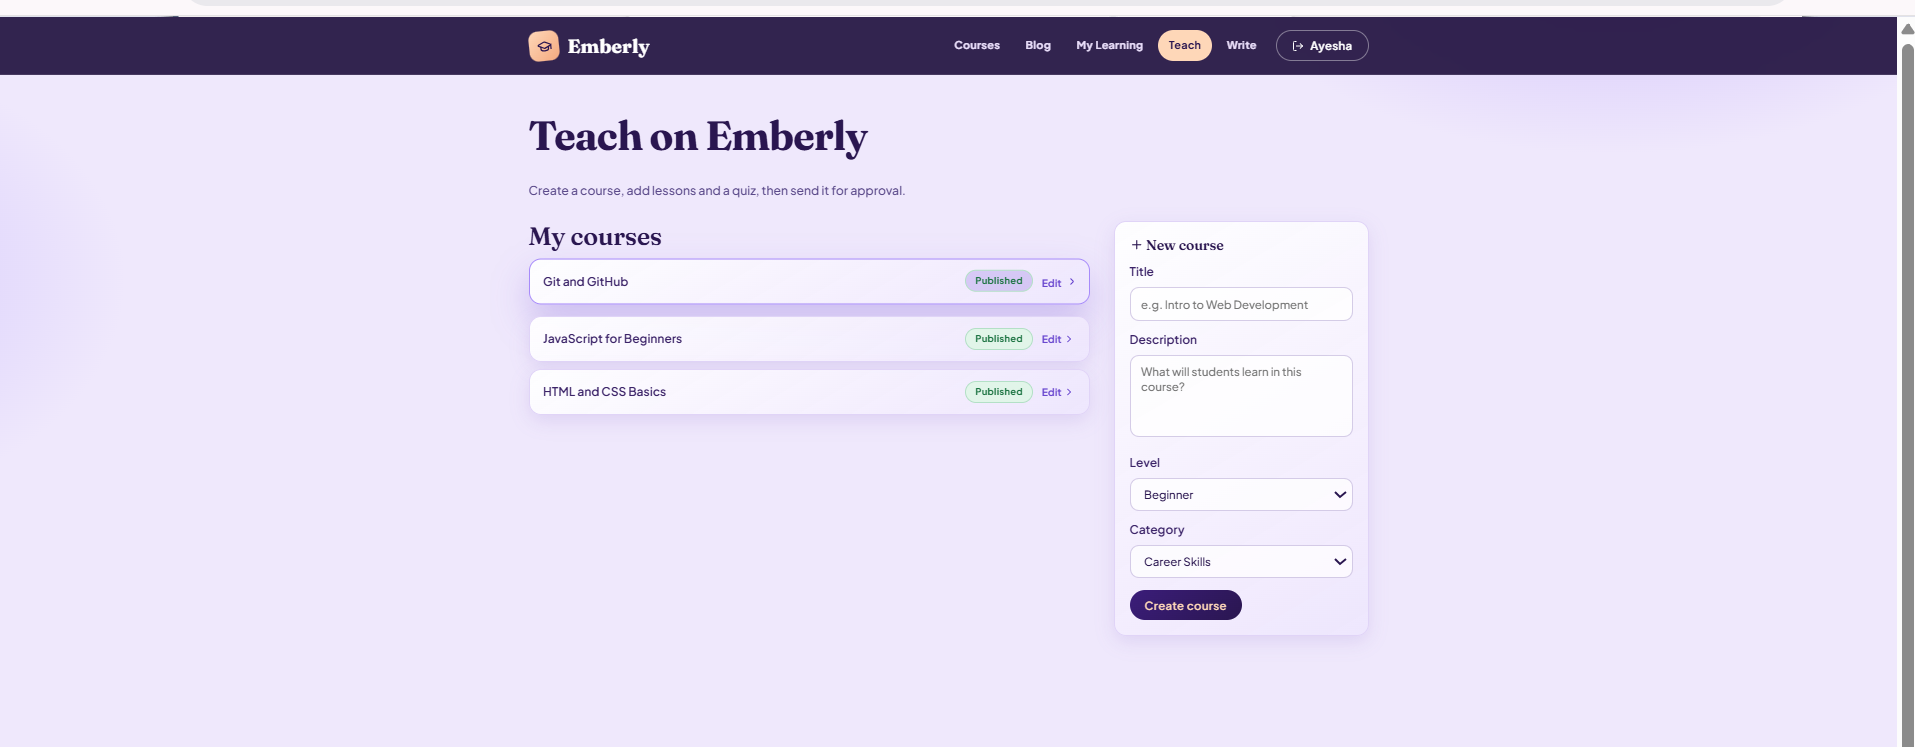 Emberly
Courses Blog My Learning Teach Write Ayesha
Teach on Emberly
Create a course, add lessons and a quiz, then send it for approval.
My courses
Git and GitHub Published Edit
JavaScript for Beginners Published Edit
HTML and CSS Basics Published Edit
+ New course
Title
e.g. Intro to Web Development
Description
What will students learn in this
course?
Level
Beginner
Category
Career Skills
Create course